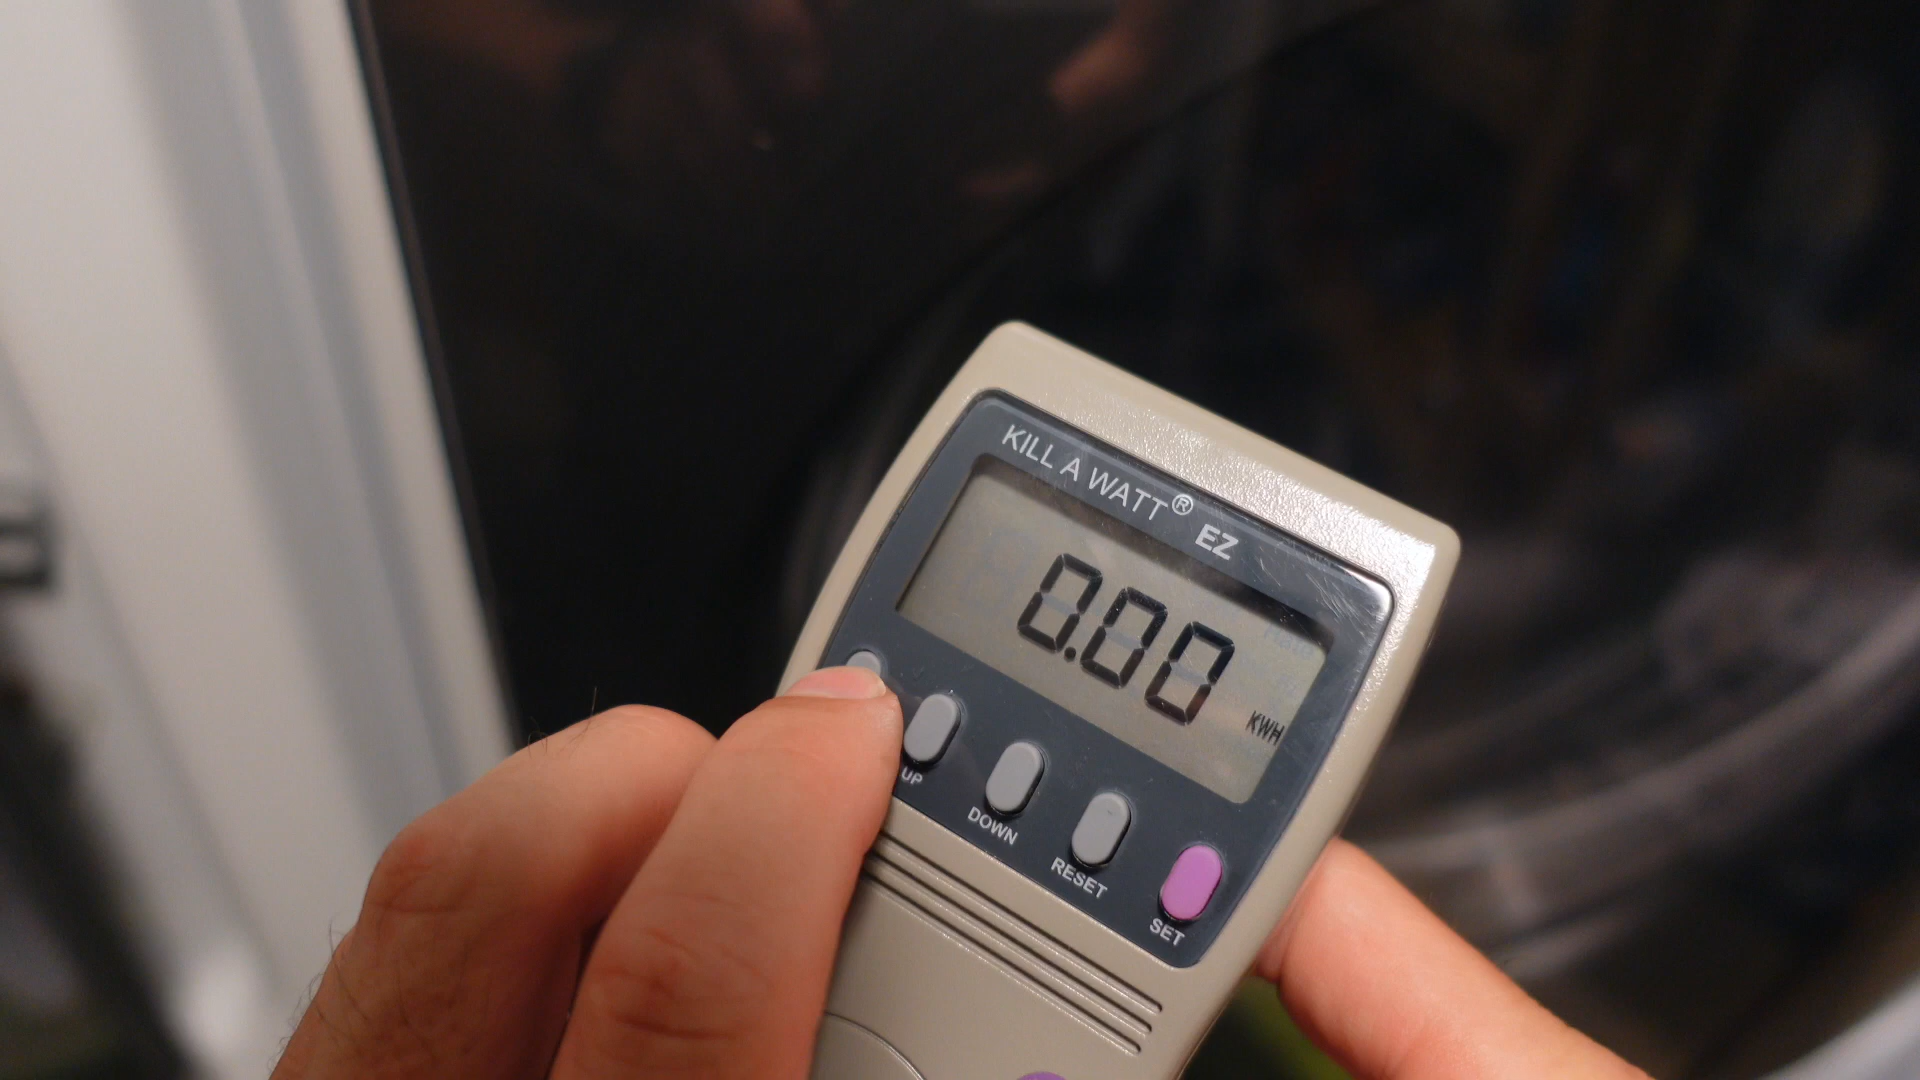 KILL A WATT® EZ
0.00 KWH
UP
DOWN
RESET
SET